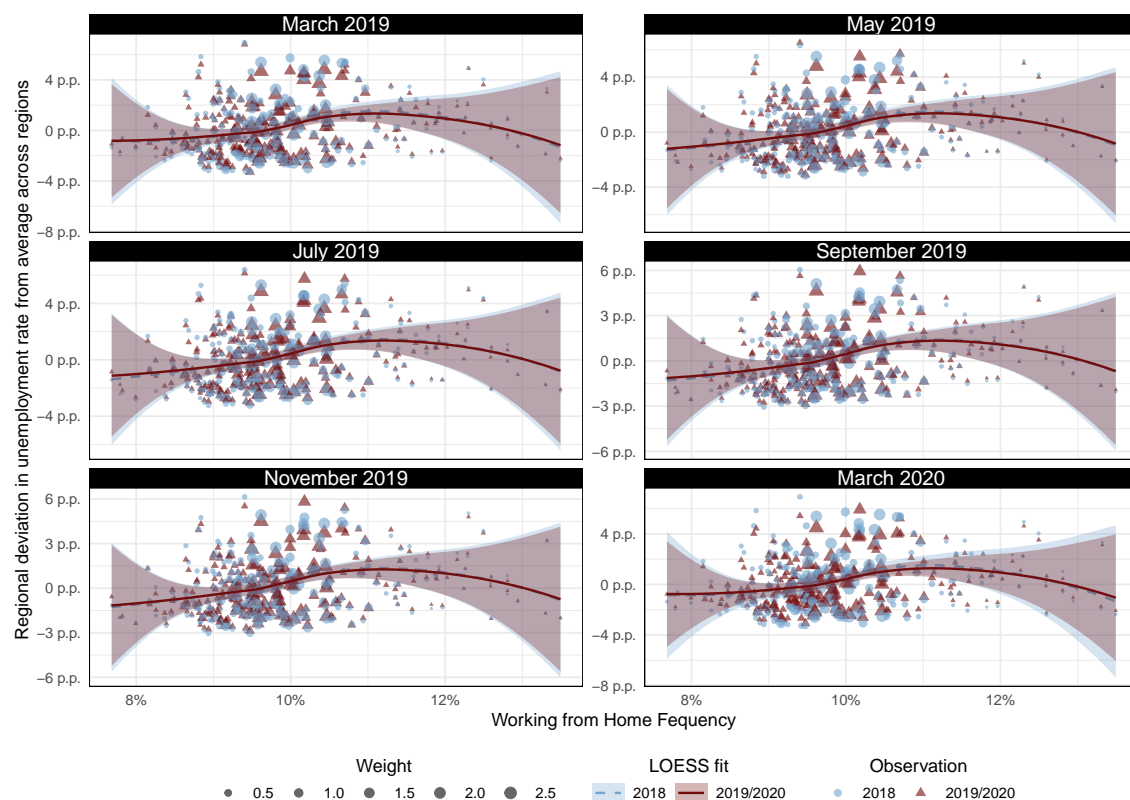 March 2019
May 2019
4 p.p.
0 p.p.
−4 p.p.
−8 p.p.
4 p.p.
0 p.p.
−4 p.p.
July 2019
September 2019
4 p.p.
0 p.p.
−4 p.p.
6 p.p.
3 p.p.
0 p.p.
−3 p.p.
−6 p.p.
November 2019
March 2020
6 p.p.
3 p.p.
0 p.p.
−3 p.p.
−6 p.p.
4 p.p.
0 p.p.
−4 p.p.
−8 p.p.
8% 10% 12%
8% 10% 12%
Regional deviation in unemployment rate from average across regions
Working from Home Fequency
Weight
0.5 1.0 1.5 2.0 2.5
LOESS fit
2018 2019/2020
Observation
2018 2019/2020